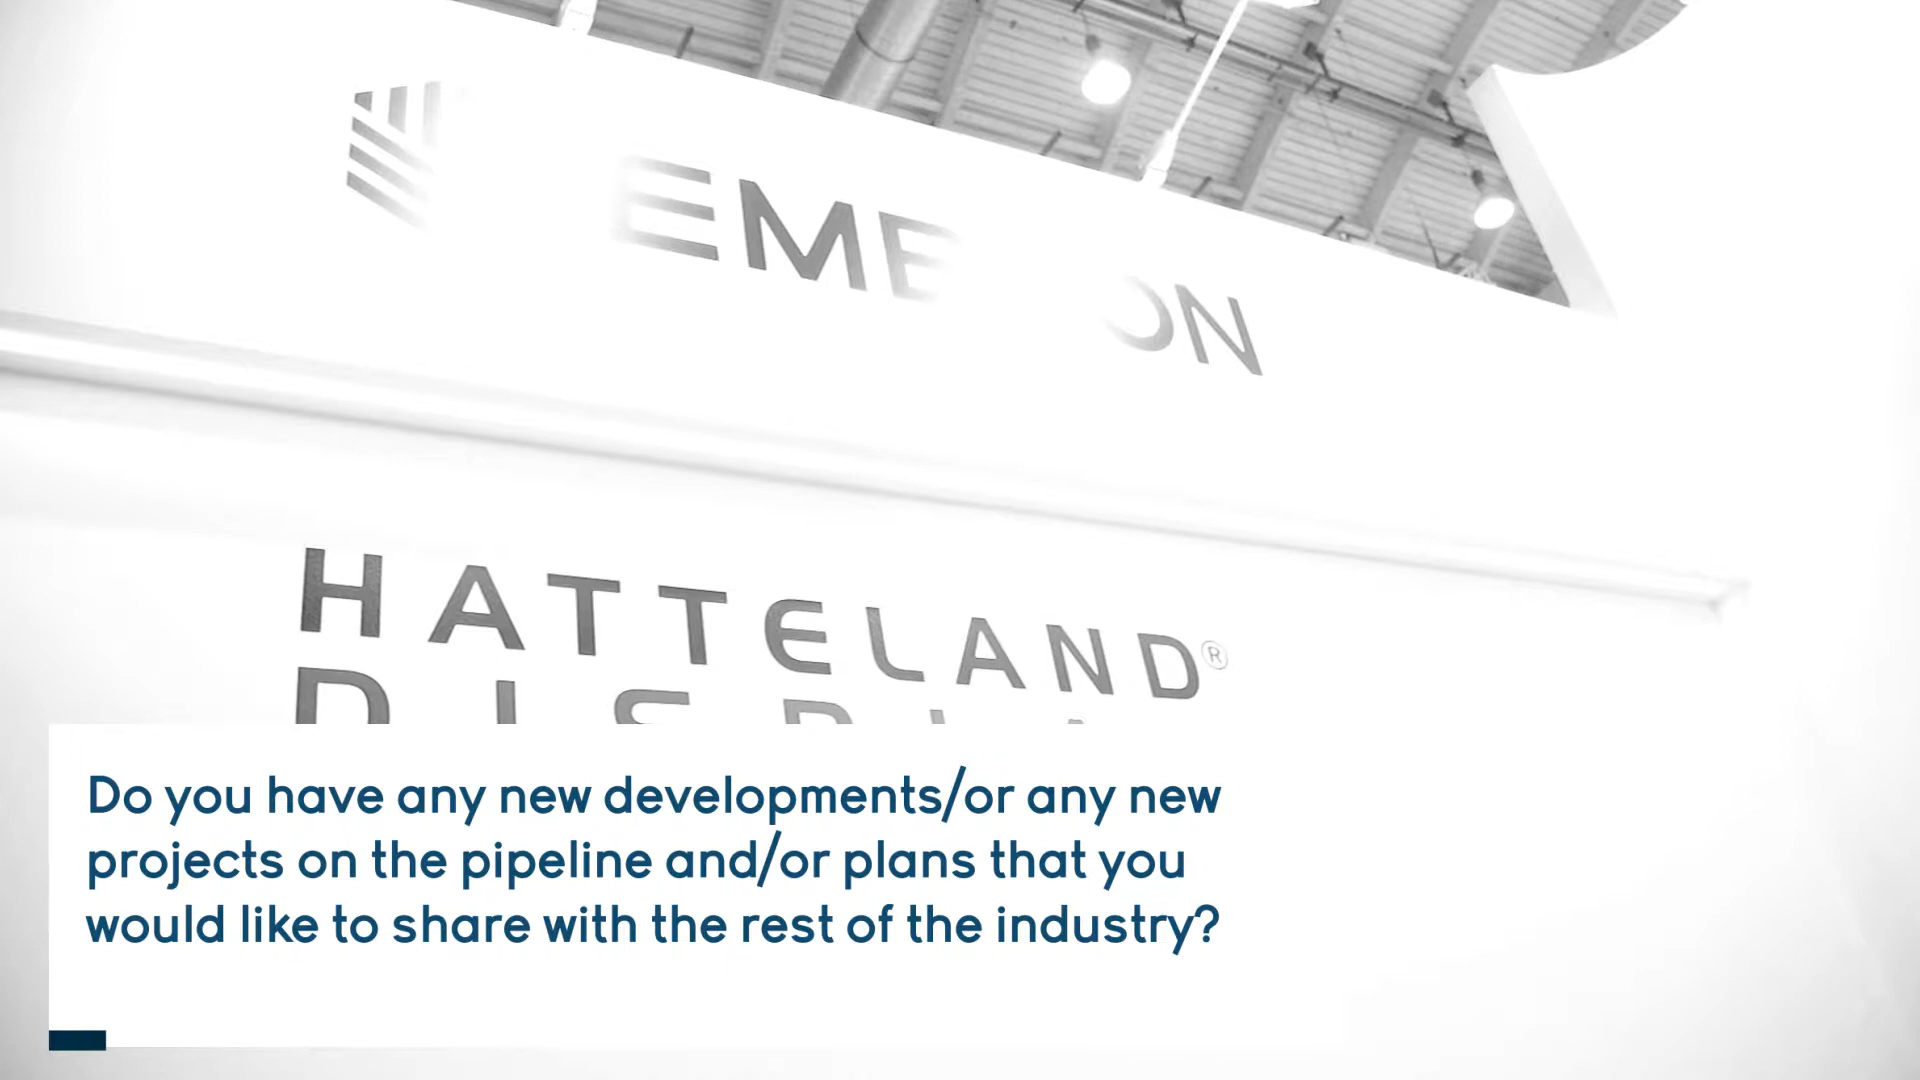 HATTELAND®
Do you have any new developments/or any new
projects on the pipeline and/or plans that you
would like to share with the rest of the industry?